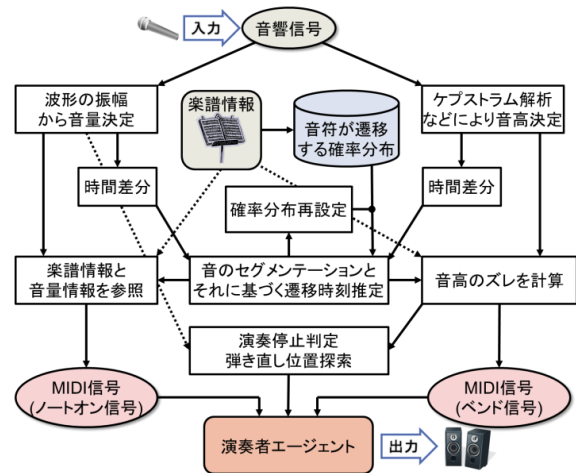 入力
音響信号
波形の振幅
から音量決定
楽譜情報
音符が遷移
する確率分布
ケプストラム解析
などにより音高決定
時間差分
確率分布再設定
時間差分
楽譜情報と
音量情報を参照
音のセグメンテーションと
それに基づく遷移時刻推定
音高のズレを計算
演奏停止判定
弾き直し位置探索
MIDI信号
(ノートオン信号)
MIDI信号
(ベンド信号)
演奏者エージェント
出力